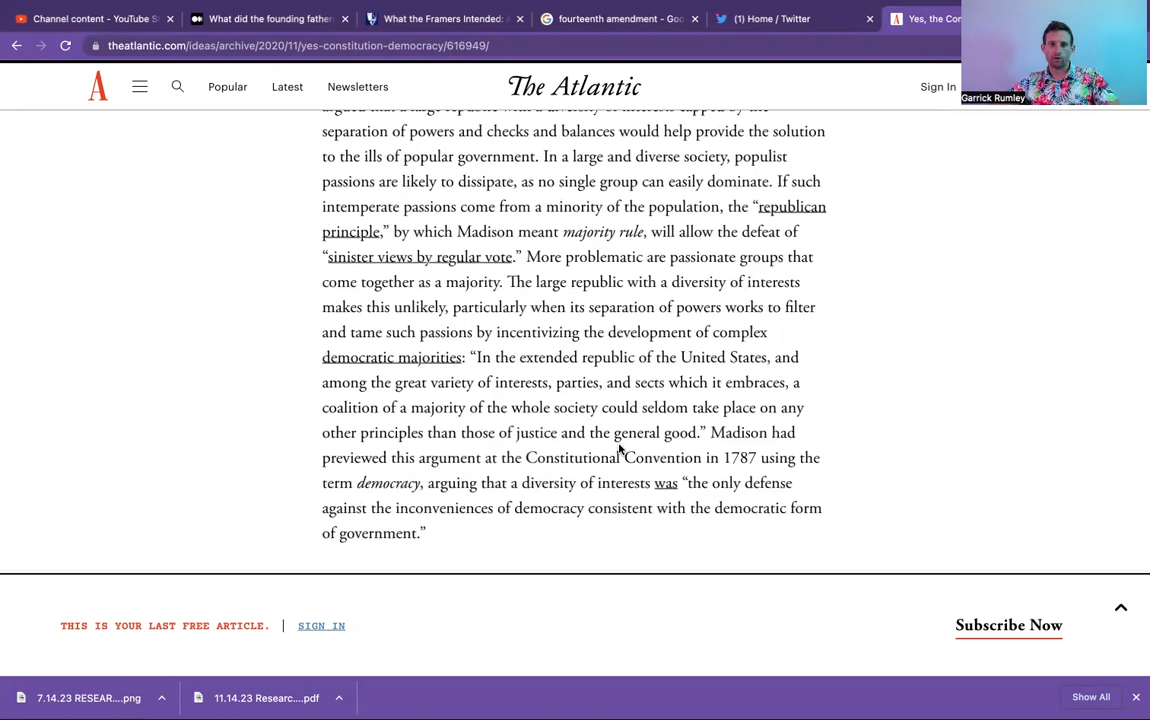 Content - YouTube S
What did the founding father
What the Framers Intended: A
fourteenth amendment - Goo
(1) Home / Twitter
Yes, the Con
theatlantic.com/ideas/archive/2020/11/yes-constitution-democracy/616949/
Popular
Latest
Newsletters
The Atlantic
Sign In
Garrick Rumley
separation of powers and checks and balances would help provide the solution
to the ills of popular government. In a large and diverse society, populist
passions are likely to dissipate, as no single group can easily dominate. If such
intemperate passions come from a minority of the population, the “republican
principle,” by which Madison meant majority rule, will allow the defeat of
“sinister views by regular vote.” More problematic are passionate groups that
come together as a majority. The large republic with a diversity of interests
makes this unlikely, particularly when its separation of powers works to filter
and tame such passions by incentivizing the development of complex
democratic majorities: “In the extended republic of the United States, and
among the great variety of interests, parties, and sects which it embraces, a
coalition of a majority of the whole society could seldom take place on any
other principles than those of justice and the general good.” Madison had
previewed this argument at the Constitutional Convention in 1787 using the
term democracy, arguing that a diversity of interests was “the only defense
against the inconveniences of democracy consistent with the democratic form
of government.”
THIS IS YOUR LAST FREE ARTICLE. | SIGN IN
Subscribe Now
7.14.23 RESEAR....png
11.14.23 Researc....pdf
Show All